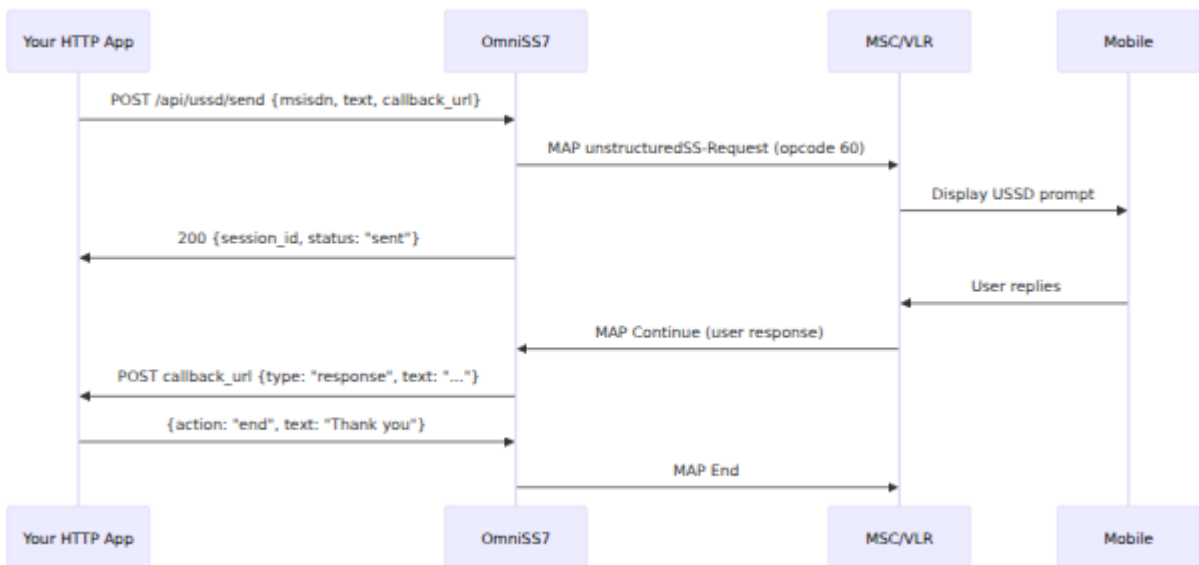 Your HTTP App
OmniSS7
MSC/VLR
Mobile
POST /api/ussd/send {msisdn, text, callback_url}
MAP unstructuredSS-Request (opcode 60)
Display USSD prompt
200 {session_id, status: "sent"}
User replies
MAP Continue (user response)
POST callback_url {type: "response", text: "..."}
{action: "end", text: "Thank you"}
MAP End
Your HTTP App
OmniSS7
MSC/VLR
Mobile